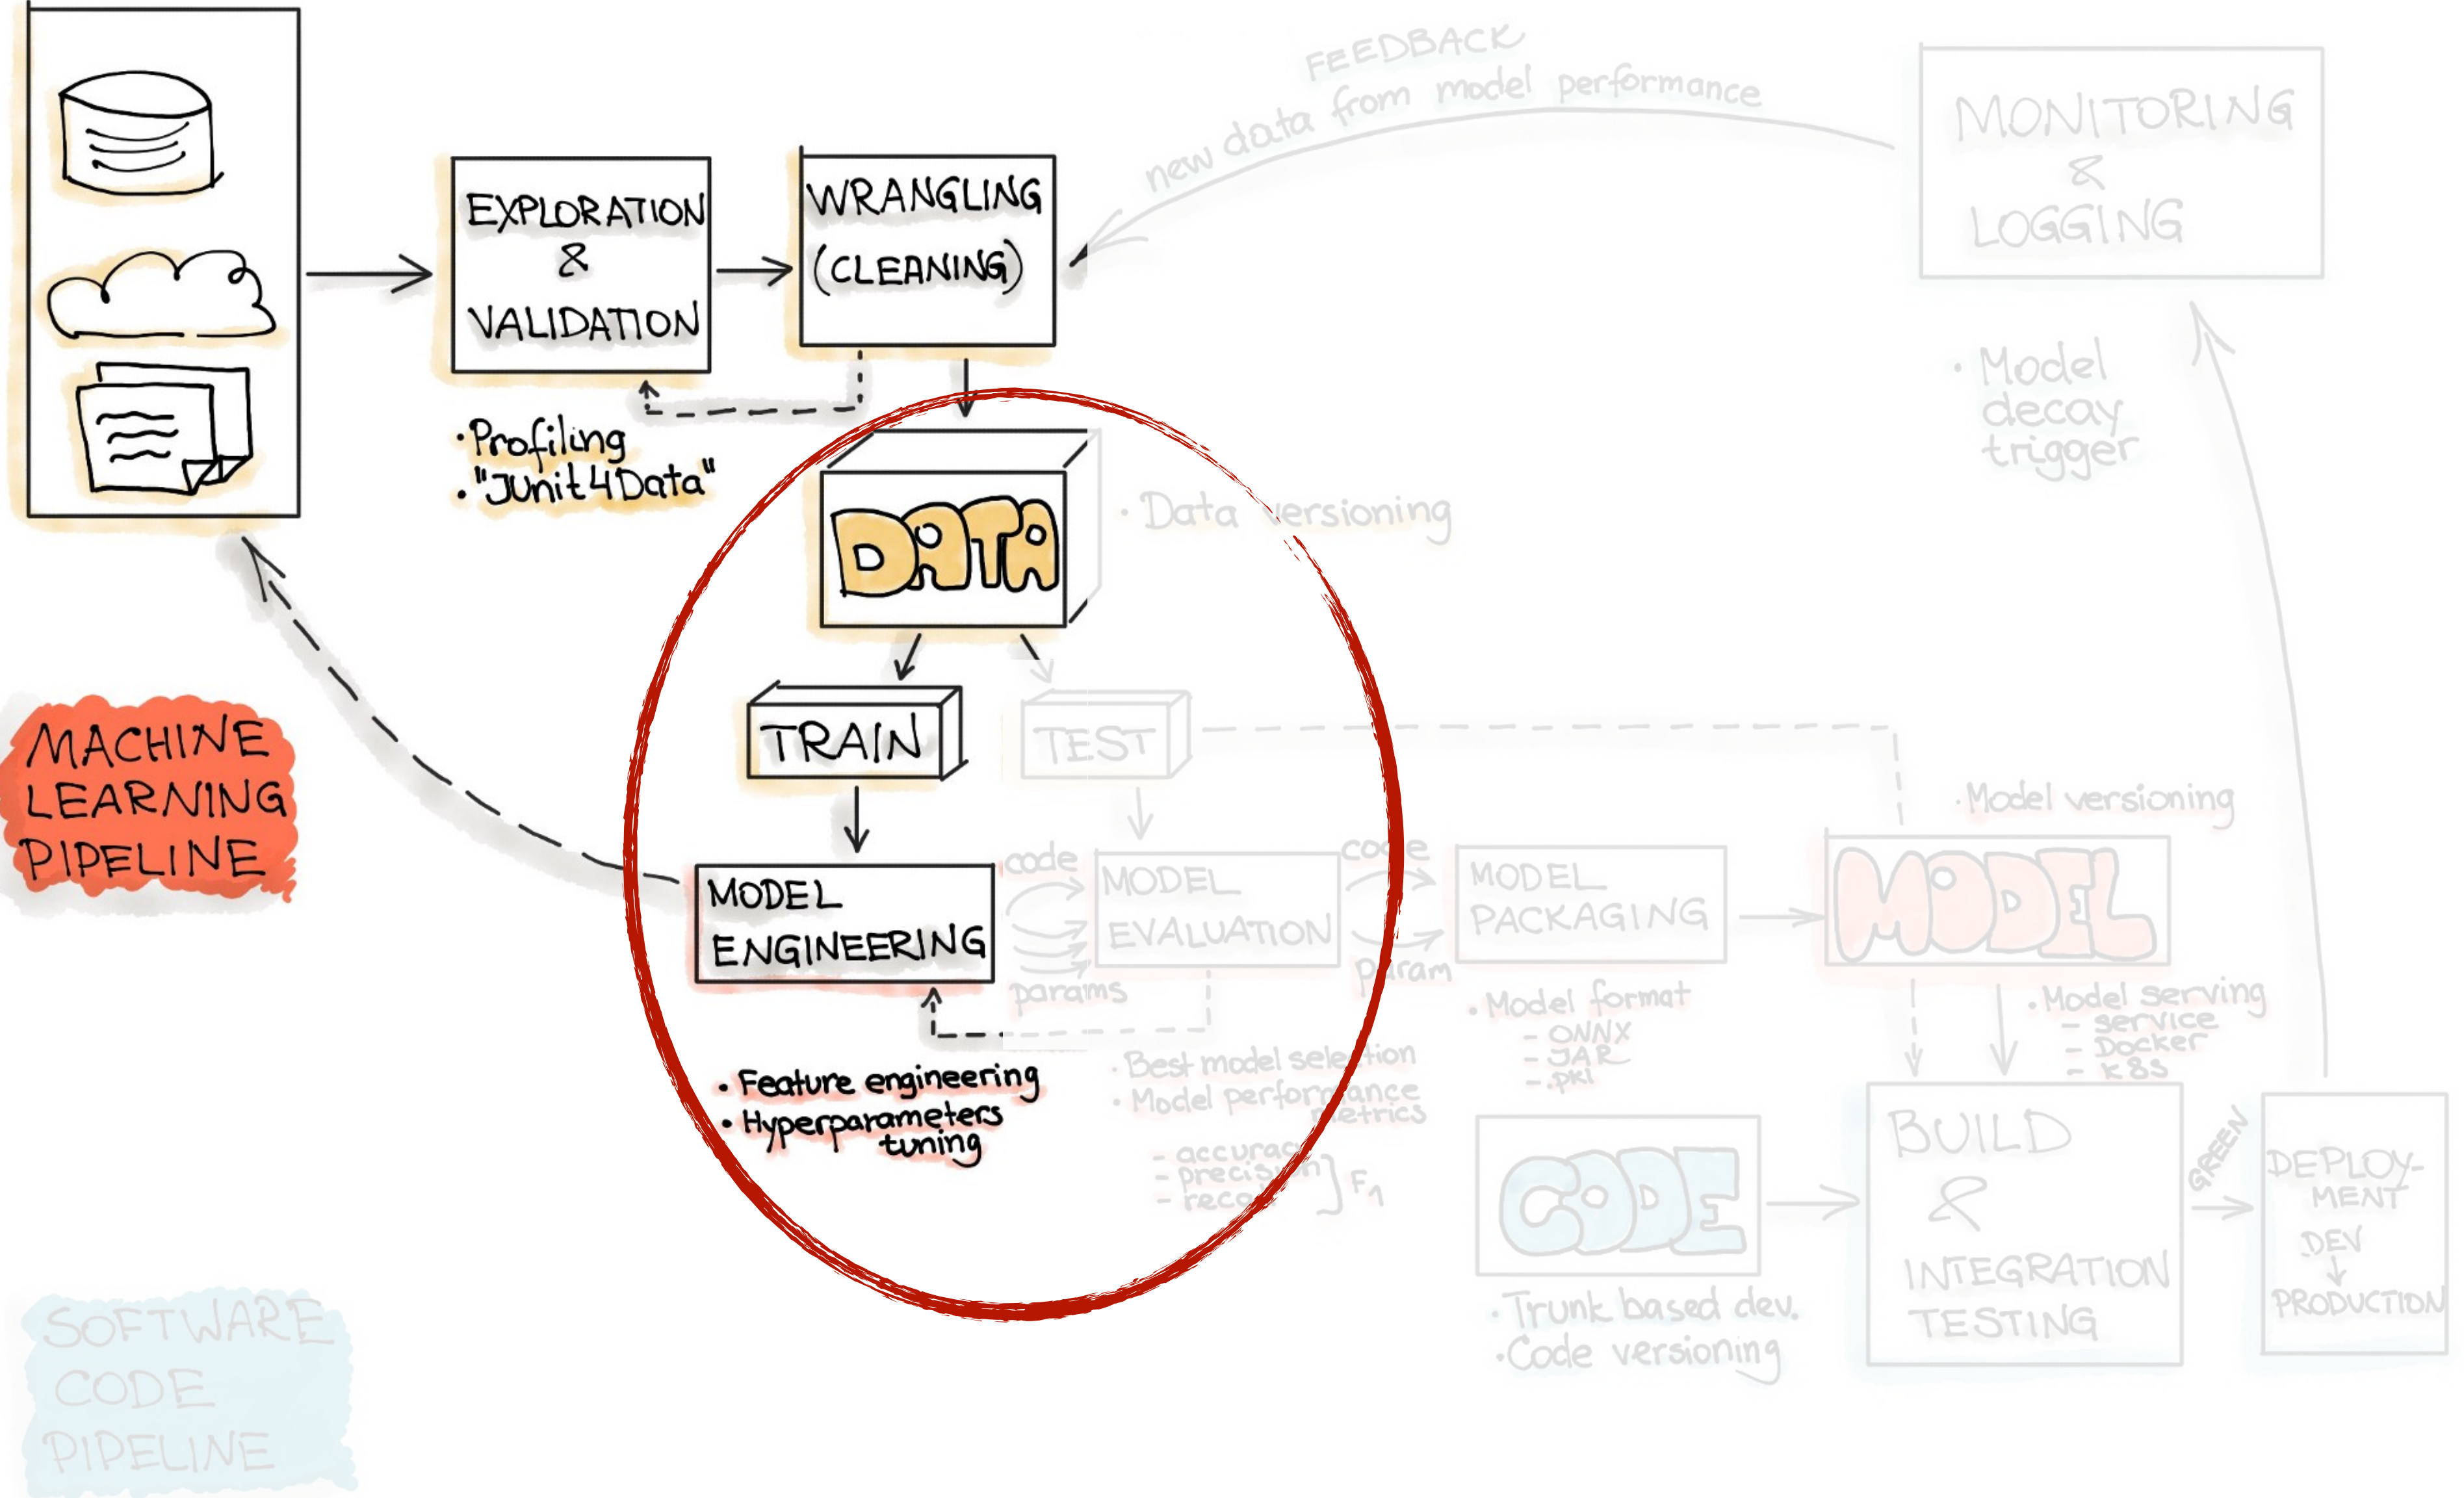 FEEDBACK
new data from model performance
MONITORING
&
LOGGING
EXPLORATION
&
VALIDATION
WRANGLING
(CLEANING)
• Profiling
• "JUnit4Data"
• Model
decay
trigger
DATA
• Data versioning
MACHINE
LEARNING
PIPELINE
TRAIN
TEST
MODEL
ENGINEERING
code
params
MODEL
EVALUATION
code
param
MODEL
PACKAGING
• Model versioning
MODEL
• Feature engineering
• Hyperparameters
tuning
• Best model selection
• Model performance
metrics
- accuracy
- precision
- recall
F1
• Model format
- ONNX
- JAR
- .pkl
• Model serving
- service
- Docker
- K8S
CODE
• Trunk based dev.
• Code versioning
BUILD
&
INTEGRATION
TESTING
GREEN
DEPLOY-
MENT
DEV
PRODUCTION
SOFTWARE
CODE
PIPELINE